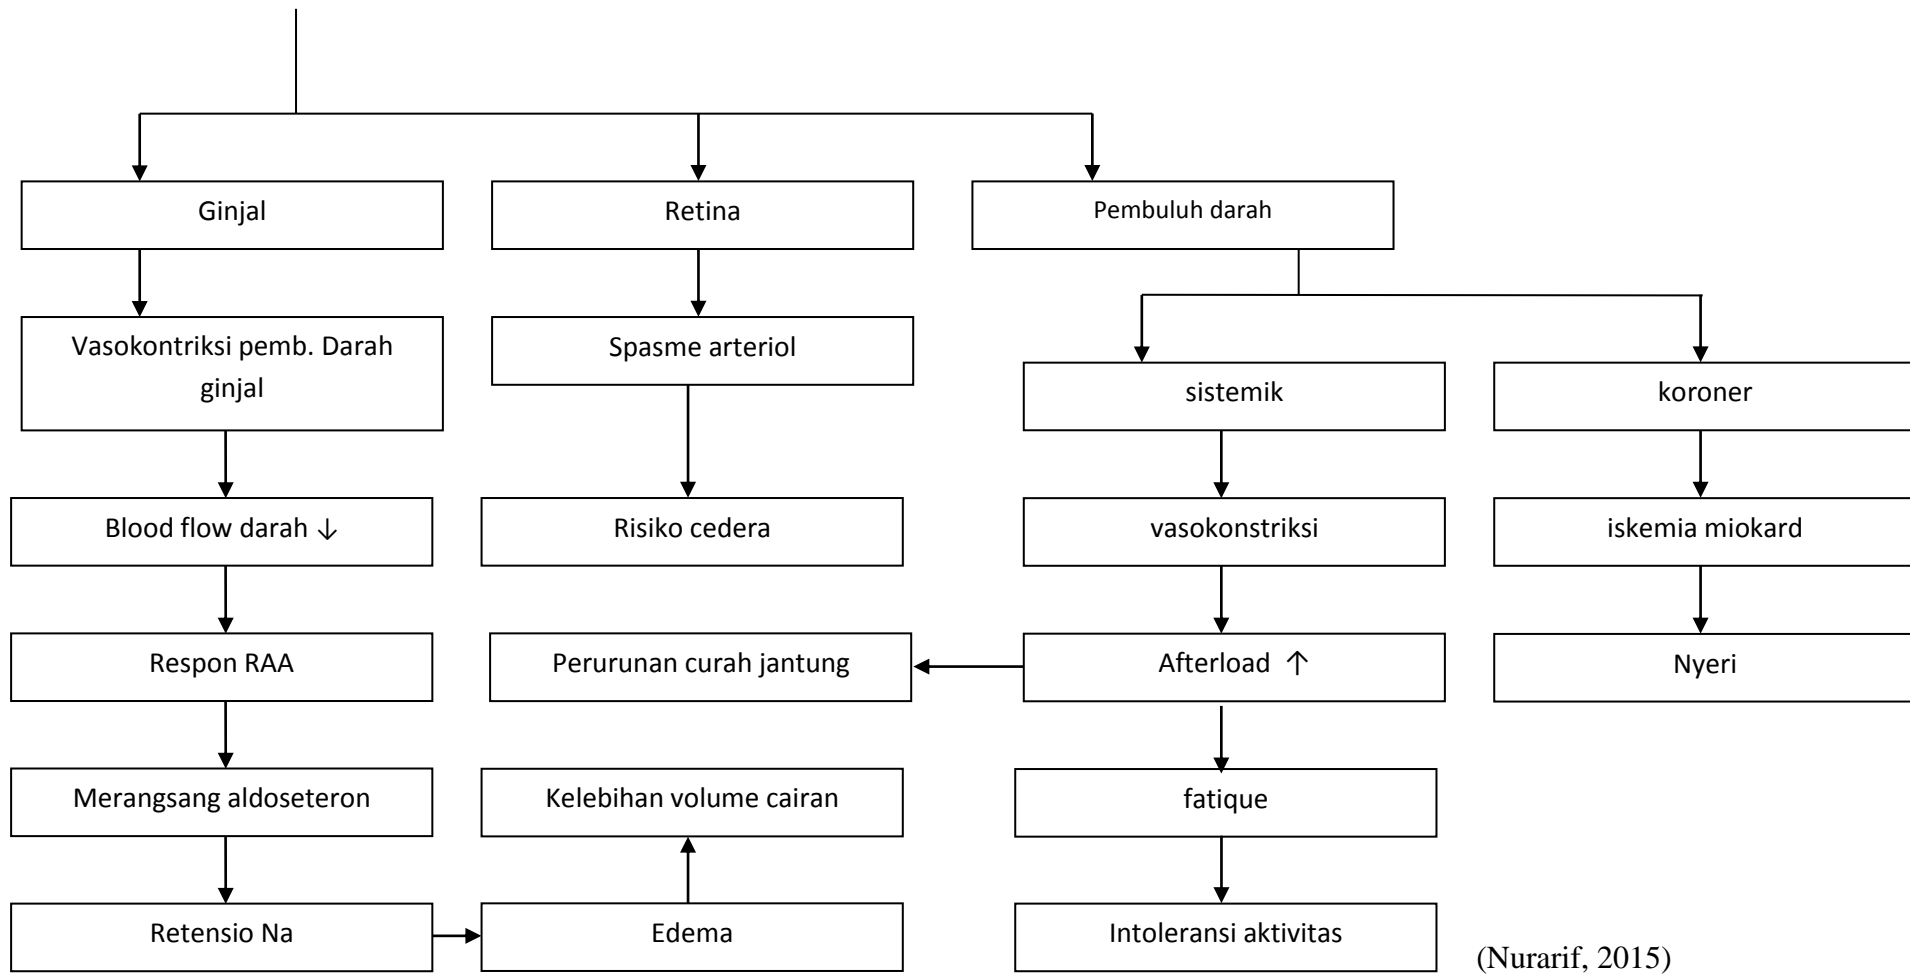 Ginjal
Retina
Pembuluh darah
Vasokontriksi pemb. Darah
ginjal
Spasme arteriol
sistemik
koroner
Blood flow darah ↓
Risiko cedera
vasokonstriksi
iskemia miokard
Respon RAA
Perurunan curah jantung
Afterload ↑
Nyeri
Merangsang aldoseteron
Kelebihan volume cairan
fatique
Retensio Na
Edema
Intoleransi aktivitas
(Nurarif, 2015)